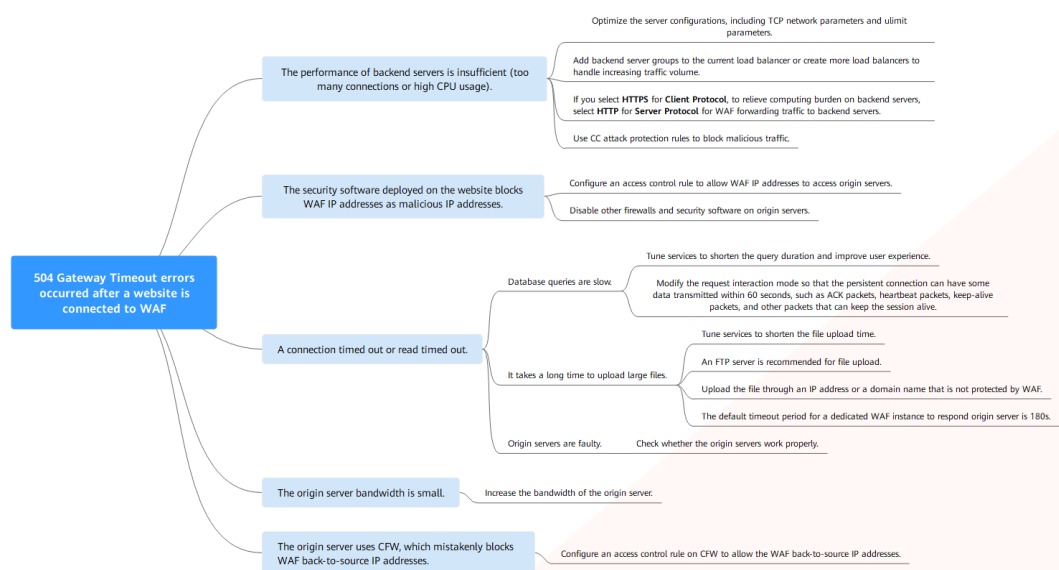 504 Gateway Timeout errors
occurred after a website is
connected to WAF
The performance of backend servers is insufficient (too
many connections or high CPU usage).
Optimize the server configurations, including TCP network parameters and ulimit
parameters.
Add backend server groups to the current load balancer or create more load balancers to
handle increasing traffic volume.
If you select HTTPS for Client Protocol, to relieve computing burden on backend servers,
select HTTP for Server Protocol for WAF forwarding traffic to backend servers.
Use CC attack protection rules to block malicious traffic.
The security software deployed on the website blocks
WAF IP addresses as malicious IP addresses.
Configure an access control rule to allow WAF IP addresses to access origin servers.
Disable other firewalls and security software on origin servers.
A connection timed out or read timed out.
Database queries are slow.
Tune services to shorten the query duration and improve user experience.
Modify the request interaction mode so that the persistent connection can have some
data transmitted within 60 seconds, such as ACK packets, heartbeat packets, keep-alive
packets, and other packets that can keep the session alive.
It takes a long time to upload large files.
Tune services to shorten the file upload time.
An FTP server is recommended for file upload.
Upload the file through an IP address or a domain name that is not protected by WAF.
The default timeout period for a dedicated WAF instance to respond origin server is 180s.
Origin servers are faulty.
Check whether the origin servers work properly.
The origin server bandwidth is small.
Increase the bandwidth of the origin server.
The origin server uses CFW, which mistakenly blocks
WAF back-to-source IP addresses.
Configure an access control rule on CFW to allow the WAF back-to-source IP addresses.